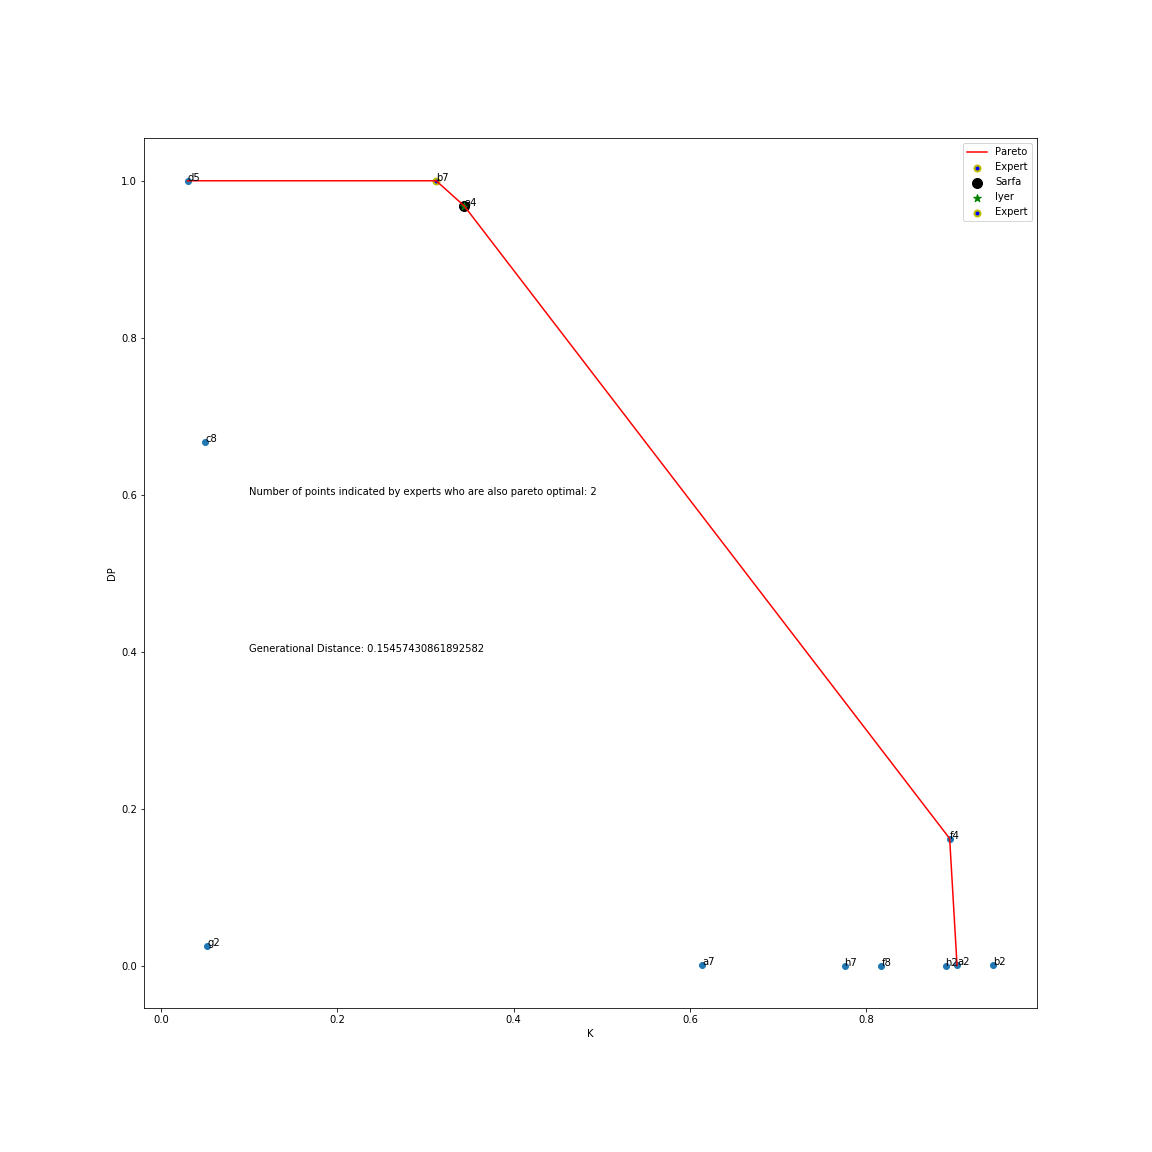 Pareto
Expert
Sarfa
Iyer
Expert
d5
b7
1.0
0.8
c8
Number of points indicated by experts who are also pareto optimal: 2
0.6
DP
Generational Distance: 0.15457430861892582
0.4
f4
0.2
g2
a7
h7
f8
h2
a2
b2
0.0
0.0
0.2
0.4
0.6
0.8
K